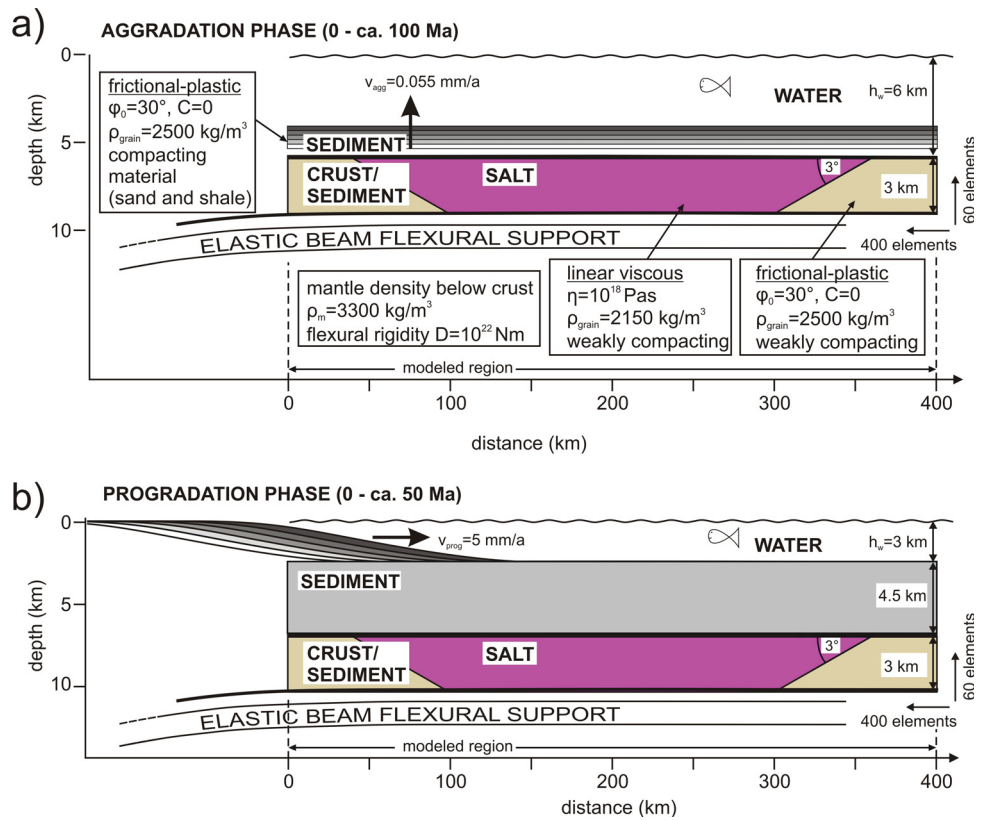 a)
AGGRADATION PHASE (0 - ca. 100 Ma)
0
5
10
depth (km)
frictional-plastic
φ₀=30°, C=0
ρgrain=2500 kg/m³
compacting
material
(sand and shale)
vagg=0.055 mm/a
WATER
hw=6 km
SEDIMENT
CRUST/
SEDIMENT
SALT
3°
3 km
60 elements
400 elements
ELASTIC BEAM FLEXURAL SUPPORT
mantle density below crust
ρm=3300 kg/m³
flexural rigidity D=10²² Nm
linear viscous
η=10¹⁸ Pas
ρgrain=2150 kg/m³
weakly compacting
frictional-plastic
φ₀=30°, C=0
ρgrain=2500 kg/m³
weakly compacting
modeled region
0 100 200 300 400
distance (km)
b)
PROGRADATION PHASE (0 - ca. 50 Ma)
0
5
10
depth (km)
vprog=5 mm/a
WATER
hw=3 km
SEDIMENT
4.5 km
CRUST/
SEDIMENT
SALT
3°
3 km
60 elements
400 elements
ELASTIC BEAM FLEXURAL SUPPORT
modeled region
0 100 200 300 400
distance (km)